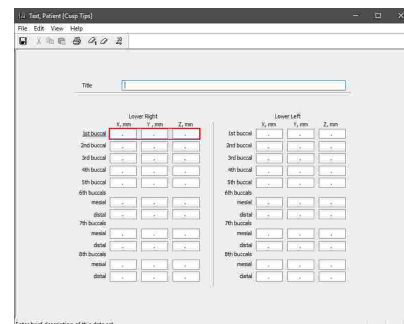 Test, Patient [Cusp Tips]
File Edit View Help
Title
Lower Right
X, mm Y, mm Z, mm
1st buccal
2nd buccal
3rd buccal
4th buccal
5th buccal
6th buccals
mesial
distal
7th buccals
mesial
distal
8th buccals
mesial
distal
Lower Left
X, mm Y, mm Z, mm
1st buccal
2nd buccal
3rd buccal
4th buccal
5th buccal
6th buccals
mesial
distal
7th buccals
mesial
distal
8th buccals
mesial
distal
Enter brief description of this data set